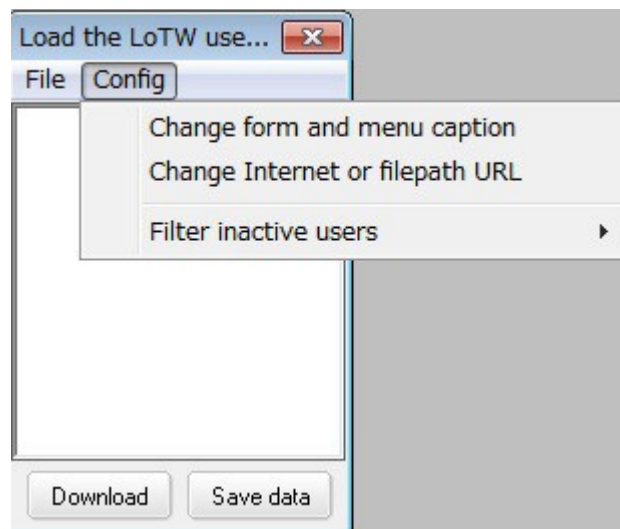 Load the LoTW use...
File Config
Change form and menu caption
Change Internet or filepath URL
Filter inactive users
Download Save data